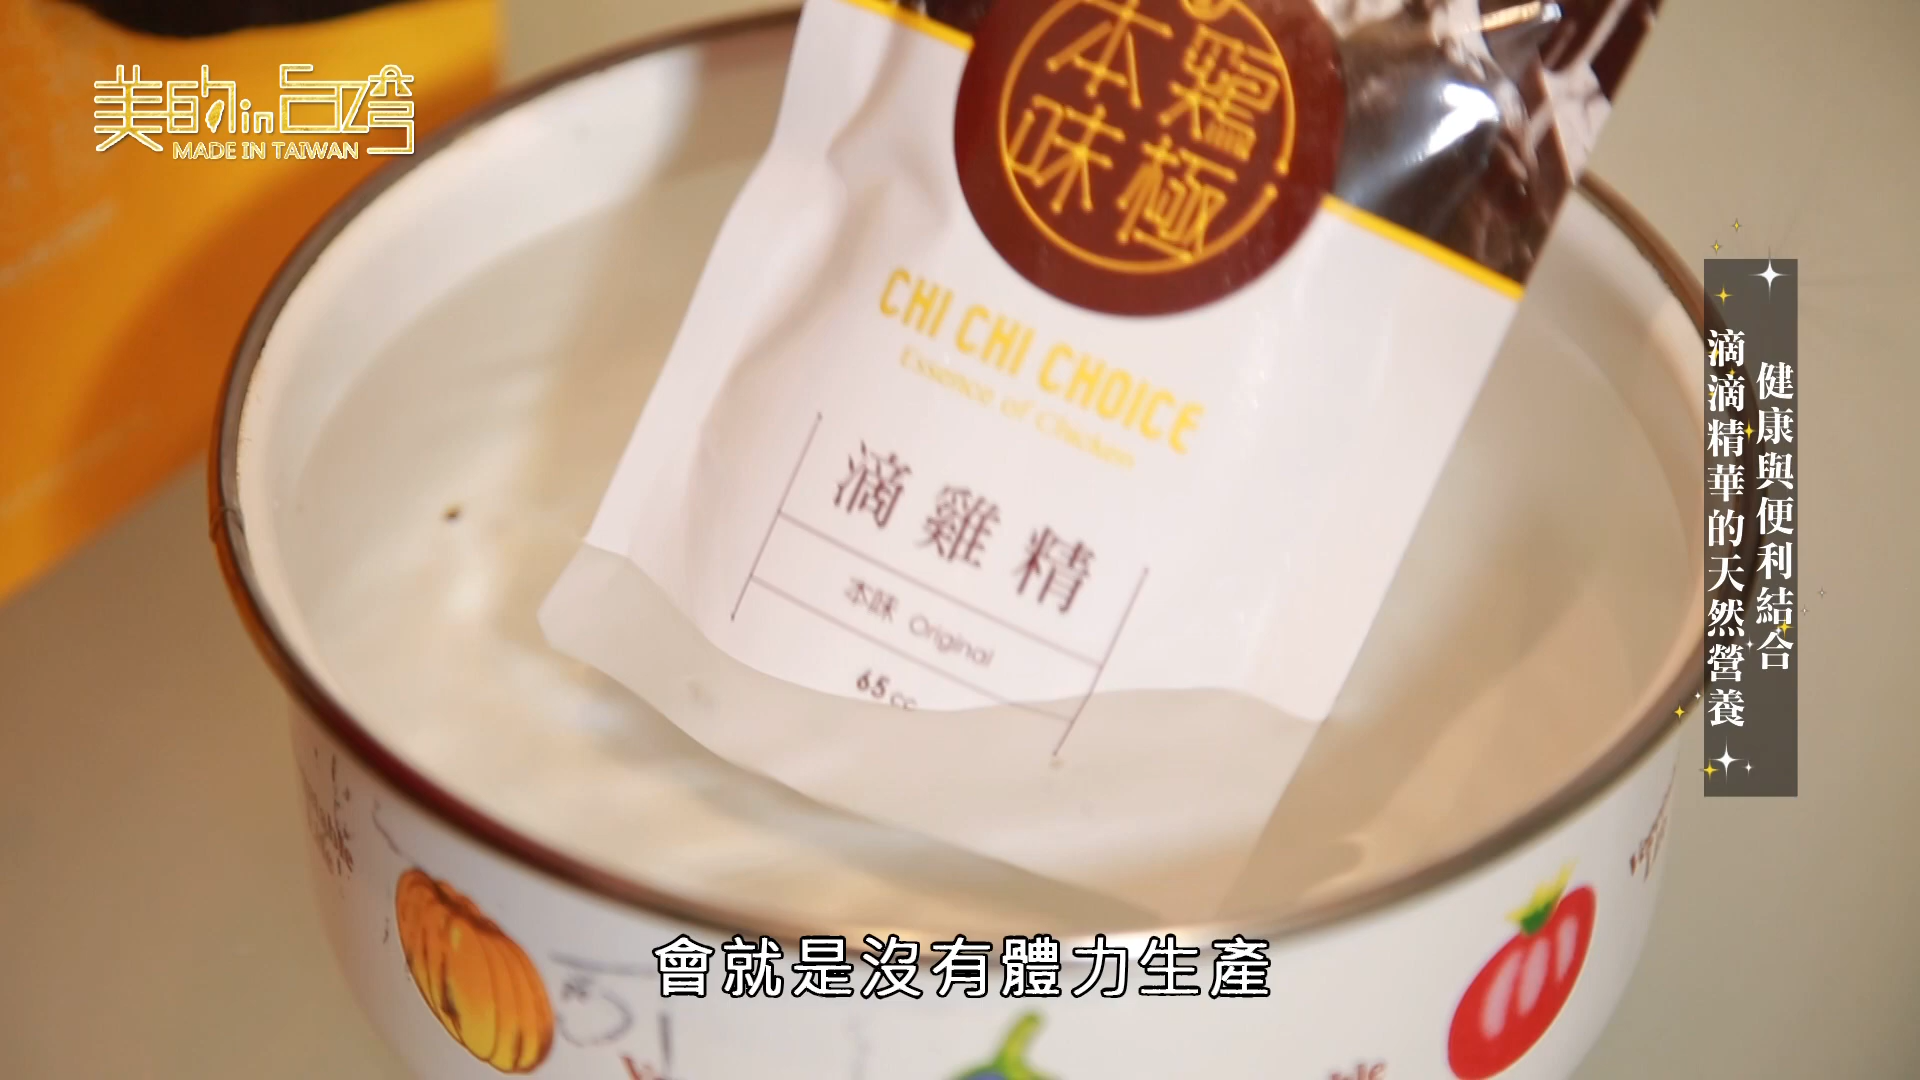 美的in台灣
MADE IN TAIWAN
雞極
本味
CHI CHI CHOICE
Essence of Chicken
滴雞精
本味 Original
65 cc
健康與便利結合
滴滴精華的天然營養
會就是沒有體力生產